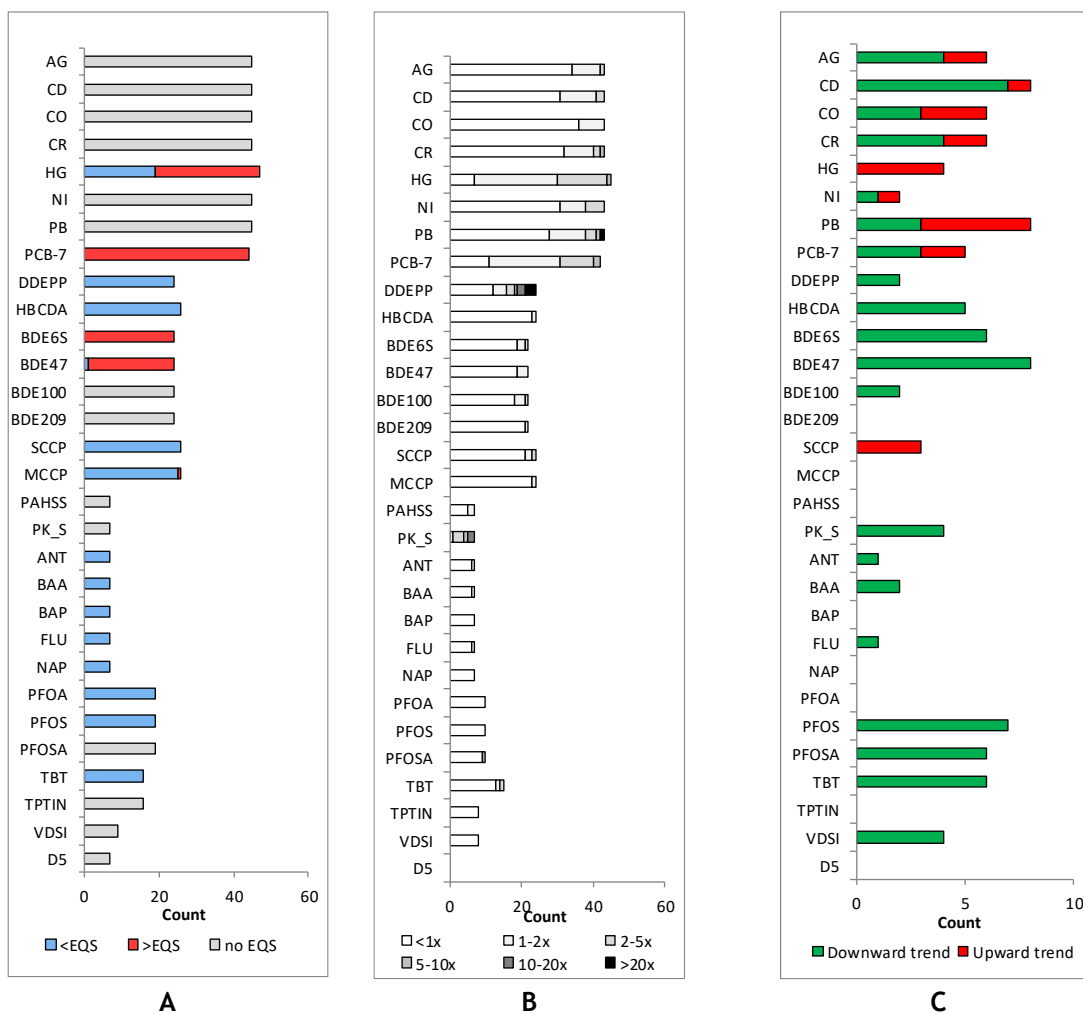 AG
CD
CO
CR
HG
NI
PB
PCB-7
DDEPP
HBCDA
BDE6S
BDE47
BDE100
BDE209
SCCP
MCCP
PAHSS
PK_S
ANT
BAA
BAP
FLU
NAP
PFOA
PFOS
PFOSA
TBT
TPTIN
VDSI
D5
0 20 40 60
Count
<EQS >EQS no EQS
A
AG
CD
CO
CR
HG
NI
PB
PCB-7
DDEPP
HBCDA
BDE6S
BDE47
BDE100
BDE209
SCCP
MCCP
PAHSS
PK_S
ANT
BAA
BAP
FLU
NAP
PFOA
PFOS
PFOSA
TBT
TPTIN
VDSI
D5
0 20 40 60
Count
<1x 1-2x 2-5x
5-10x 10-20x >20x
B
AG
CD
CO
CR
HG
NI
PB
PCB-7
DDEPP
HBCDA
BDE6S
BDE47
BDE100
BDE209
SCCP
MCCP
PAHSS
PK_S
ANT
BAA
BAP
FLU
NAP
PFOA
PFOS
PFOSA
TBT
TPTIN
VDSI
D5
0 5 10
Count
Downward trend Upward trend
C